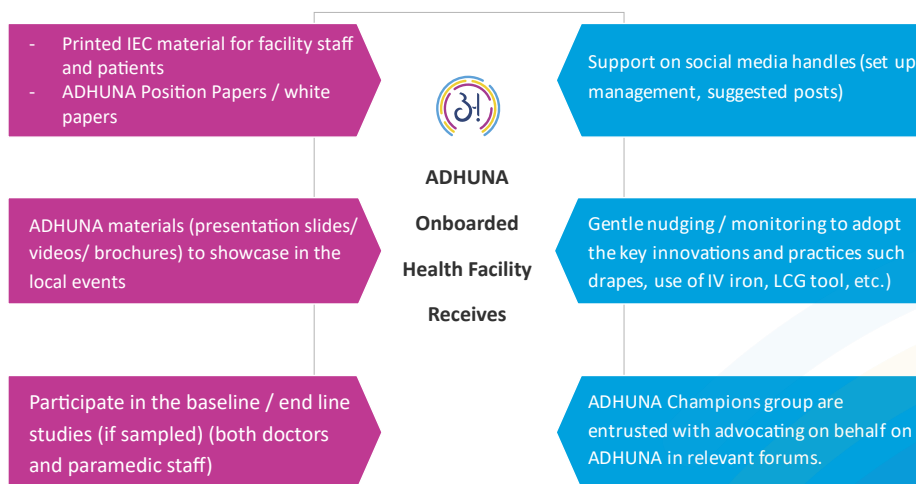 - Printed IEC material for facility staff
and patients
- ADHUNA Position Papers / white
papers
ADHUNA materials (presentation slides/
videos/ brochures) to showcase in the
local events
Participate in the baseline / end line
studies (if sampled) (both doctors
and paramedic staff)
ADHUNA
Onboarded
Health Facility
Receives
Support on social media handles (set up
management, suggested posts)
Gentle nudging / monitoring to adopt
the key innovations and practices such
drapes, use of IV iron, LCG tool, etc.)
ADHUNA Champions group are
entrusted with advocating on behalf on
ADHUNA in relevant forums.